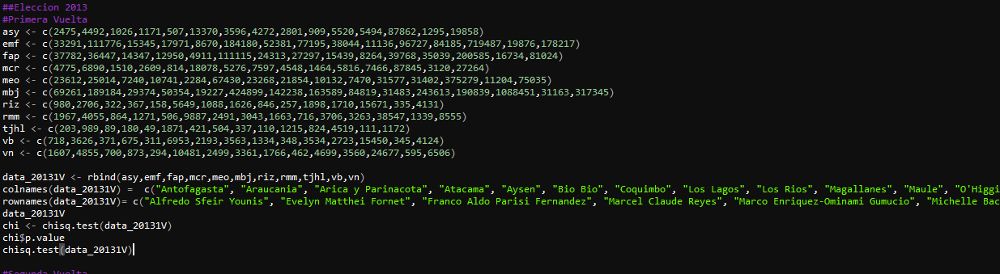 ##Eleccion 2013
#Primera Vuelta
asy <- c(2475,4492,1026,1171,507,13370,3596,4272,2801,909,5520,5494,87862,1295,19858)
emf <- c(33291,111776,15345,17971,8670,184180,52381,77195,38044,11136,96727,84185,719487,19876,178217)
fap <- c(37782,36447,14347,12950,4911,111115,24313,27297,15439,8264,39768,35039,200585,16734,81024)
mcr <- c(4775,6890,1510,2609,814,18078,5276,7597,4548,1464,5816,7466,87845,3120,27264)
meo <- c(23612,25014,7240,10741,2284,67430,23268,21854,10132,7470,31577,31402,375279,11204,75035)
mbj <- c(69261,189184,29374,50354,19227,424899,142238,163589,84819,31483,243613,190839,1088451,31163,317345)
riz <- c(980,2706,322,367,158,5649,1088,1626,846,257,1898,1710,15671,335,4131)
rmm <- c(1967,4055,864,1271,506,9887,2491,3043,1663,716,3706,3263,38547,1339,8555)
tjhl <- c(203,989,89,180,49,1871,421,504,337,110,1215,824,4519,111,1172)
vb <- c(718,3626,371,675,311,6953,2193,3563,1334,348,3534,2723,15450,345,4124)
vn <- c(1607,4855,700,873,294,10481,2499,3361,1766,462,4699,3560,24677,595,6506)
data_20131V <- rbind(asy,emf,fap,mcr,meo,mbj,riz,rmm,tjhl,vb,vn)
colnames(data_20131V) =  c("Antofagasta", "Araucania", "Arica y Parinacota", "Atacama", "Aysen", "Bio Bio", "Coquimbo", "Los Lagos", "Los Rios", "Magallanes", "Maule", "O'Higgi
rownames(data_20131V)= c("Alfredo Sfeir Younis", "Evelyn Matthei Fornet", "Franco Aldo Parisi Fernandez", "Marcel Claude Reyes", "Marco Enriquez-Ominami Gumucio", "Michelle Bac
data_20131V
chi <- chisq.test(data_20131V)
chi$p.value
chisq.test(data_20131V)
#Segunda Vuelta